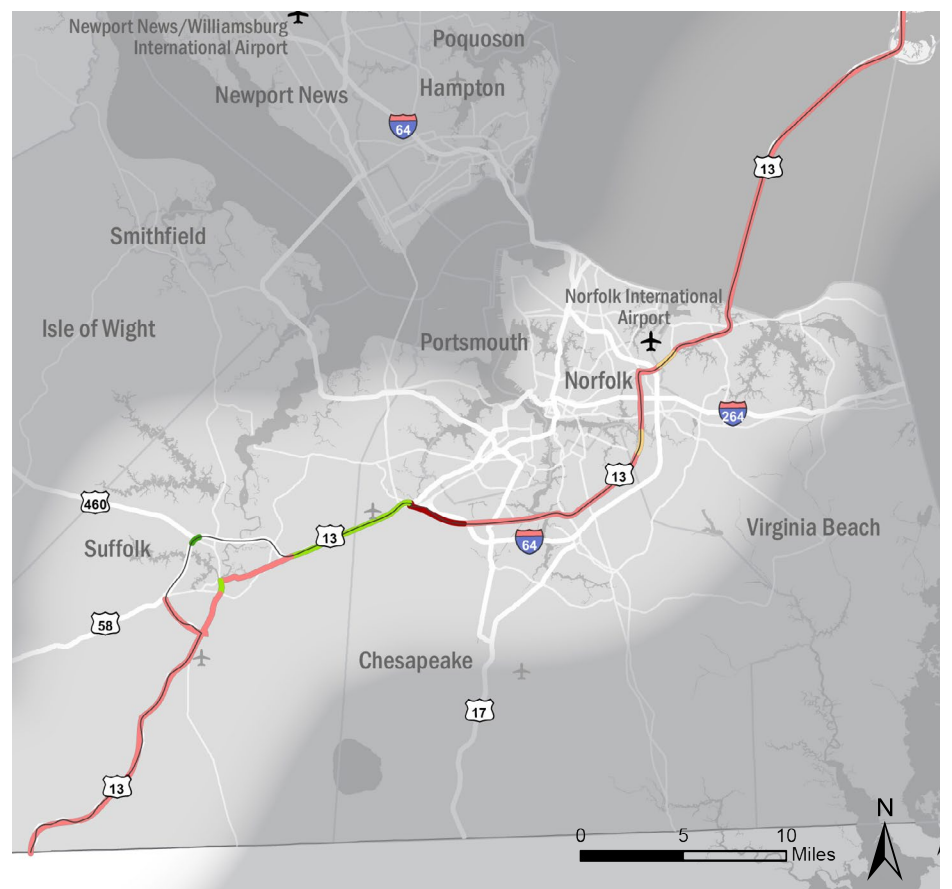 Newport News/Williamsburg
International Airport
Poquoson
Newport News
Hampton
64
13
Smithfield
Isle of Wight
Norfolk International
Airport
Portsmouth
Norfolk
264
460
13
13
Suffolk
64
Virginia Beach
58
Chesapeake
17
13
N
0 5 10
Miles